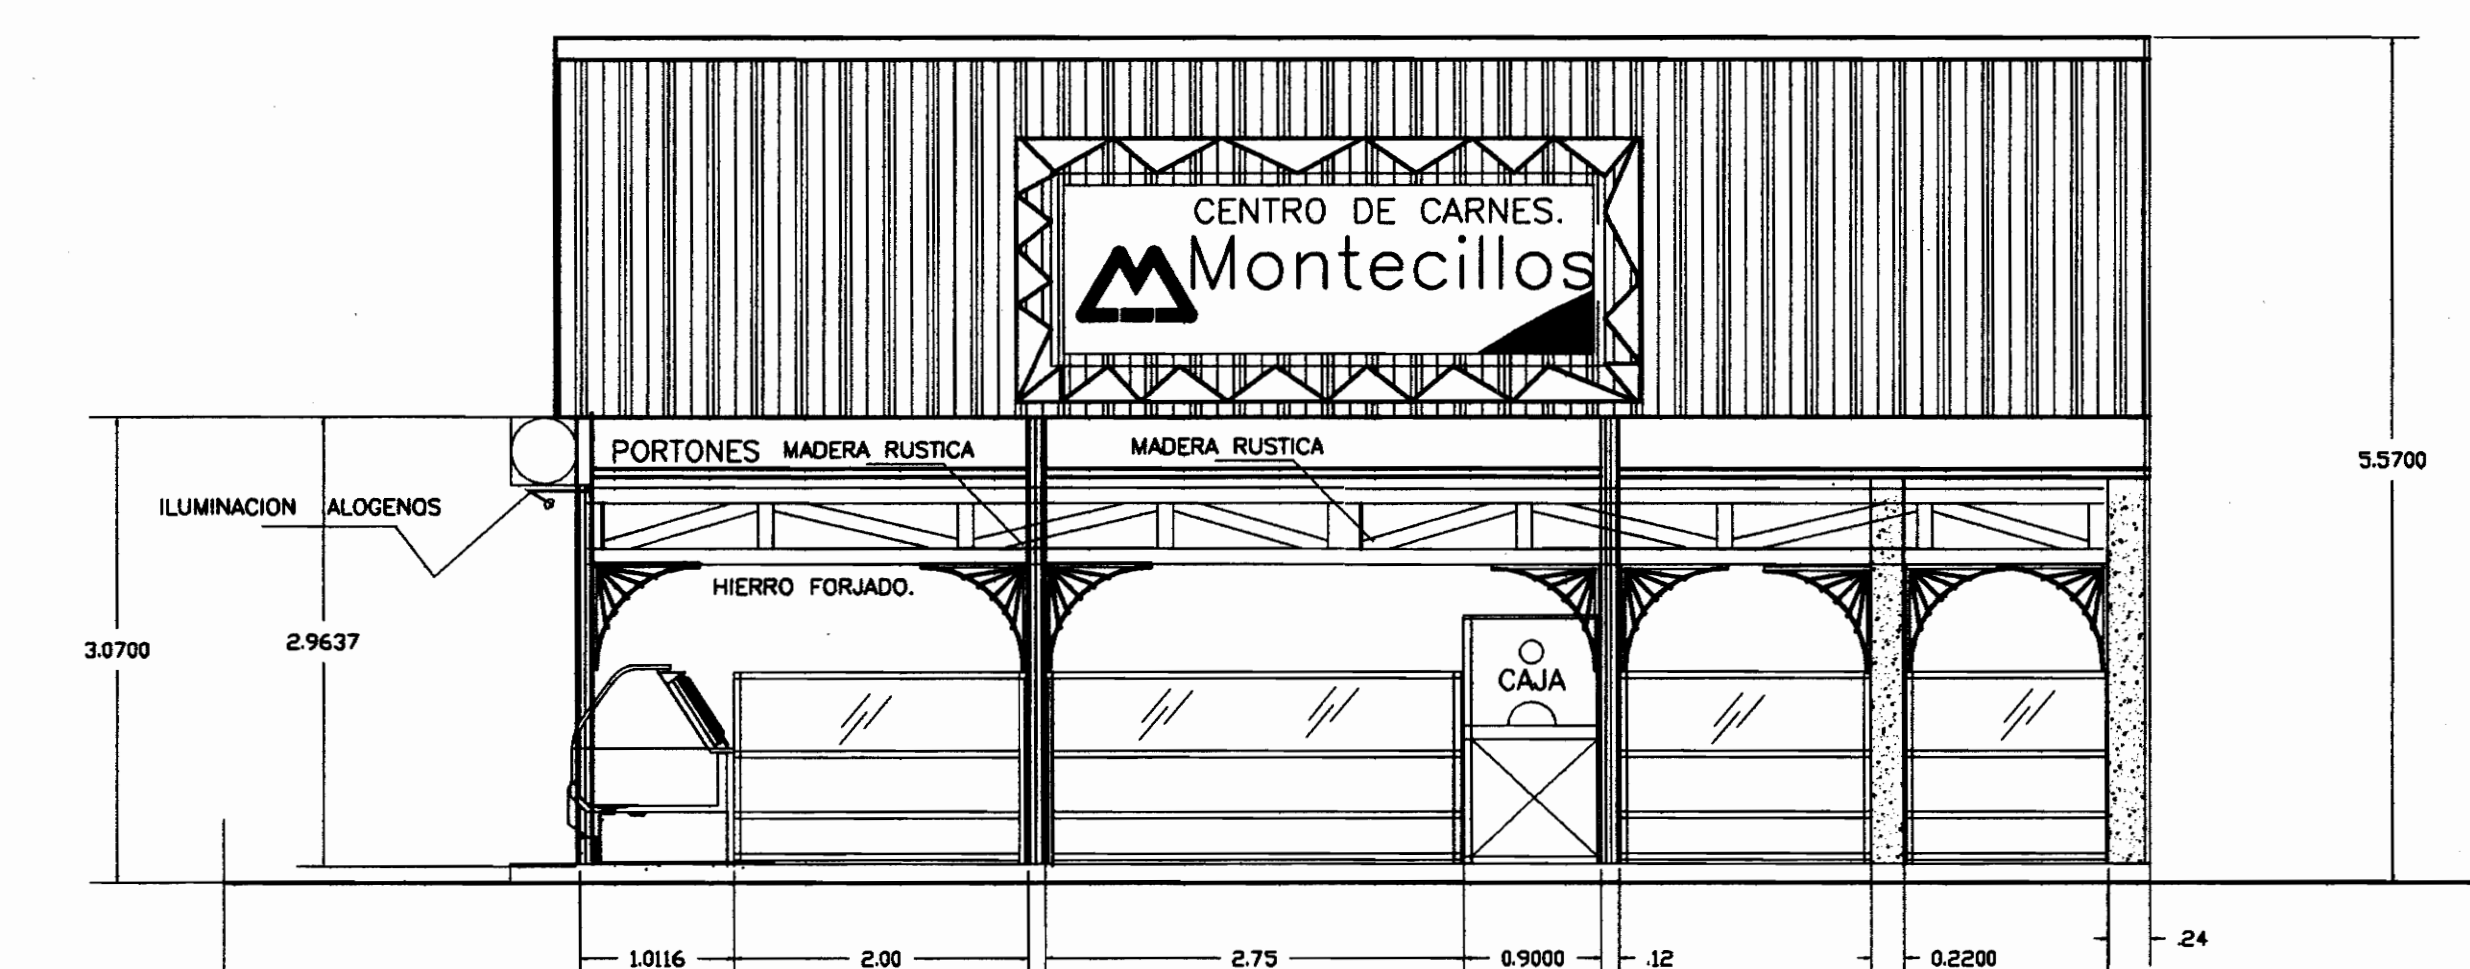 CENTRO DE CARNES.
Montecillos
PORTONES MADERA RUSTICA
MADERA RUSTICA
5.5700
ILUMINACION ALOGENOS
HIERRO FORJADO.
3.0700
2.9637
CAJA
1.0116
2.00
2.75
0.9000
.12
0.2200
.24